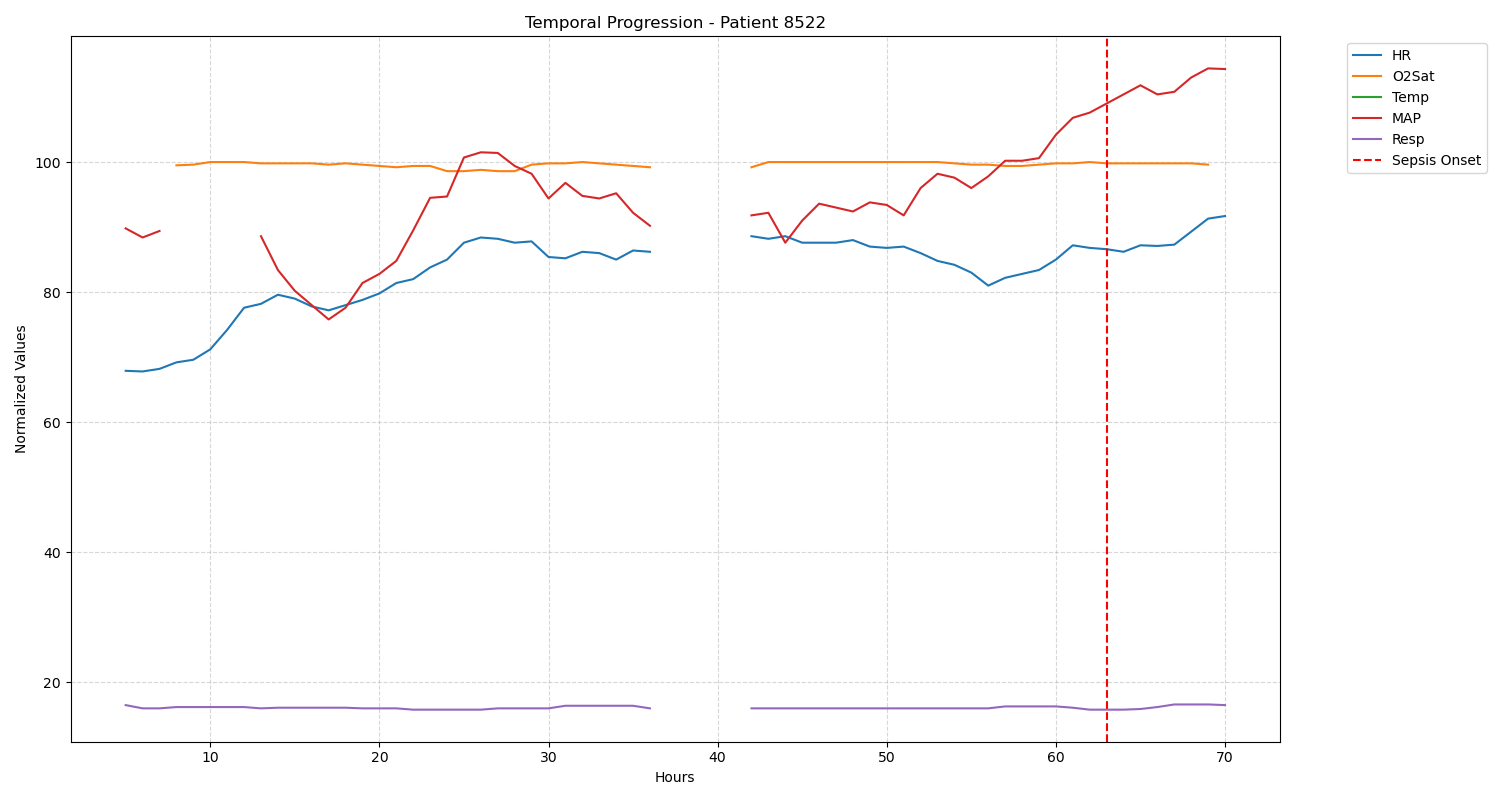 Temporal Progression - Patient 8522
HR
O2Sat
Temp
MAP
Resp
Sepsis Onset
Normalized Values
100
80
60
40
20
10 20 30 40 50 60 70
Hours